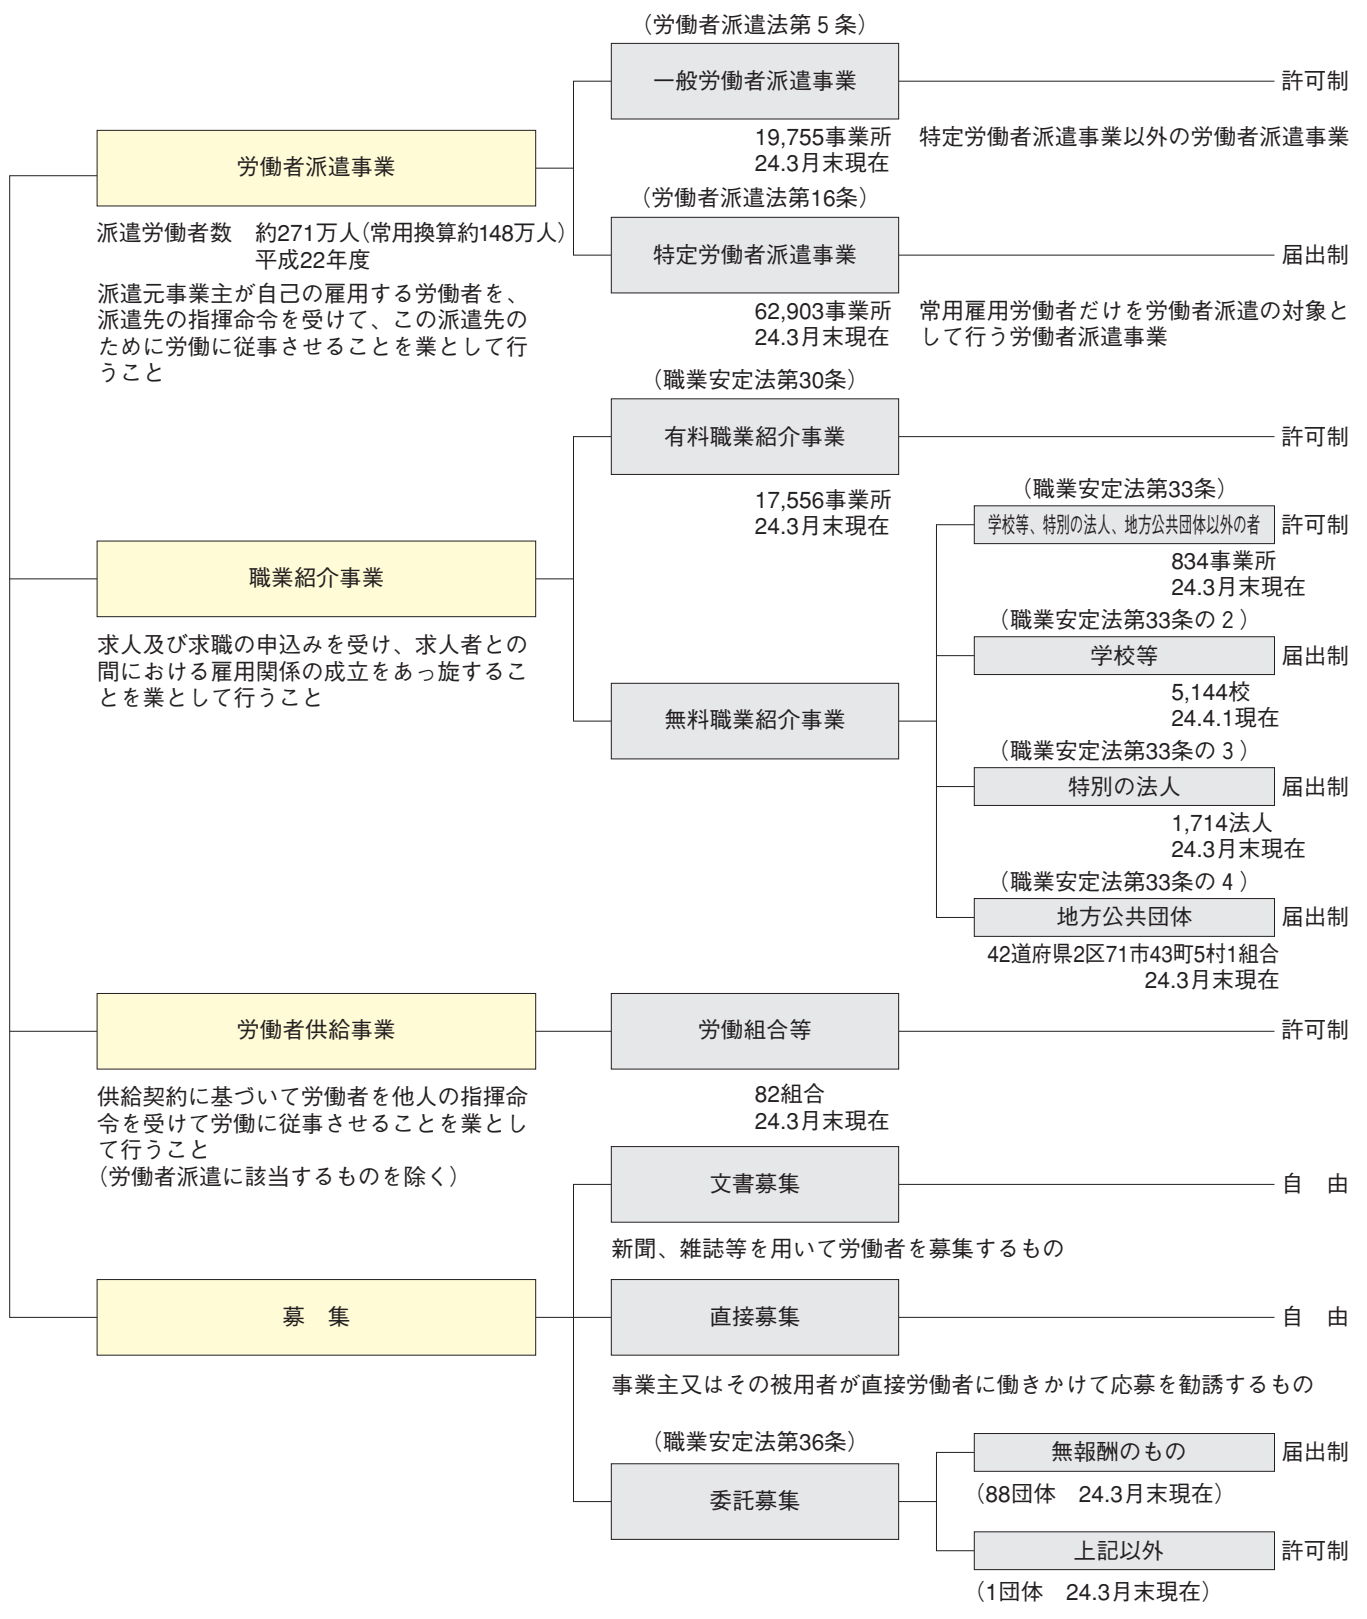 （労働者派遣法第５条）
一般労働者派遣事業
許可制
19,755事業所
24.3月末現在
特定労働者派遣事業以外の労働者派遣事業
労働者派遣事業
派遣労働者数　約271万人(常用換算約148万人)
平成22年度
派遣元事業主が自己の雇用する労働者を、
派遣先の指揮命令を受けて、この派遣先の
ために労働に従事させることを業として行
うこと
（労働者派遣法第16条）
特定労働者派遣事業
届出制
62,903事業所
24.3月末現在
常用雇用労働者だけを労働者派遣の対象と
して行う労働者派遣事業
（職業安定法第30条）
有料職業紹介事業
許可制
17,556事業所
24.3月末現在
職業紹介事業
求人及び求職の申込みを受け、求人者との
間における雇用関係の成立をあっ旋するこ
とを業として行うこと
無料職業紹介事業
（職業安定法第33条）
学校等、特別の法人、地方公共団体以外の者
許可制
834事業所
24.3月末現在
（職業安定法第33条の２）
学校等
届出制
5,144校
24.4.1現在
（職業安定法第33条の３）
特別の法人
届出制
1,714法人
24.3月末現在
（職業安定法第33条の４）
地方公共団体
届出制
42道府県2区71市43町5村1組合
24.3月末現在
労働者供給事業
供給契約に基づいて労働者を他人の指揮命
令を受けて労働に従事させることを業とし
て行うこと
（労働者派遣に該当するものを除く）
労働組合等
許可制
82組合
24.3月末現在
募　集
文書募集
自　由
新聞、雑誌等を用いて労働者を募集するもの
直接募集
自　由
事業主又はその被用者が直接労働者に働きかけて応募を勧誘するもの
（職業安定法第36条）
委託募集
無報酬のもの
届出制
（88団体　24.3月末現在）
上記以外
許可制
（1団体　24.3月末現在）